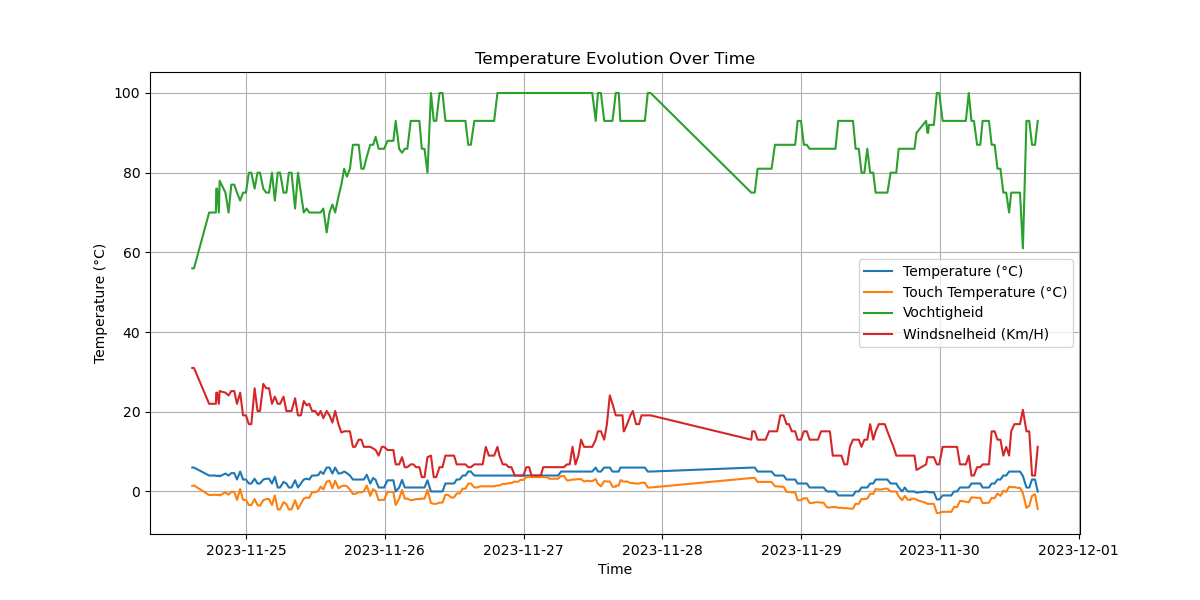 Temperature Evolution Over Time
Temperature (°C)
100
80
60
40
20
0
Temperature (°C)
Touch Temperature (°C)
Vochtigheid
Windsnelheid (Km/H)
2023-11-25
2023-11-26
2023-11-27
2023-11-28
2023-11-29
2023-11-30
2023-12-01
Time